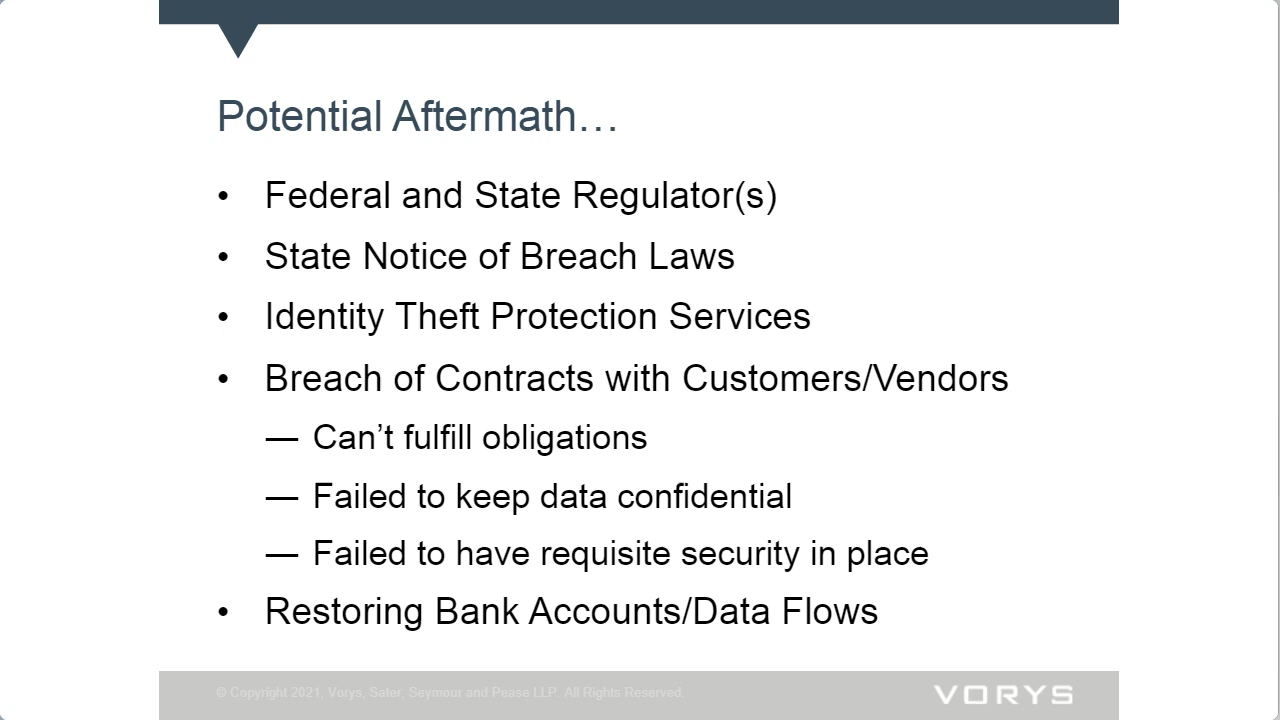 Potential Aftermath…
• Federal and State Regulator(s)
• State Notice of Breach Laws
• Identity Theft Protection Services
• Breach of Contracts with Customers/Vendors
— Can’t fulfill obligations
— Failed to keep data confidential
— Failed to have requisite security in place
• Restoring Bank Accounts/Data Flows
© Copyright 2021, Vorys, Sater, Seymour and Pease LLP. All Rights Reserved.
VORYS